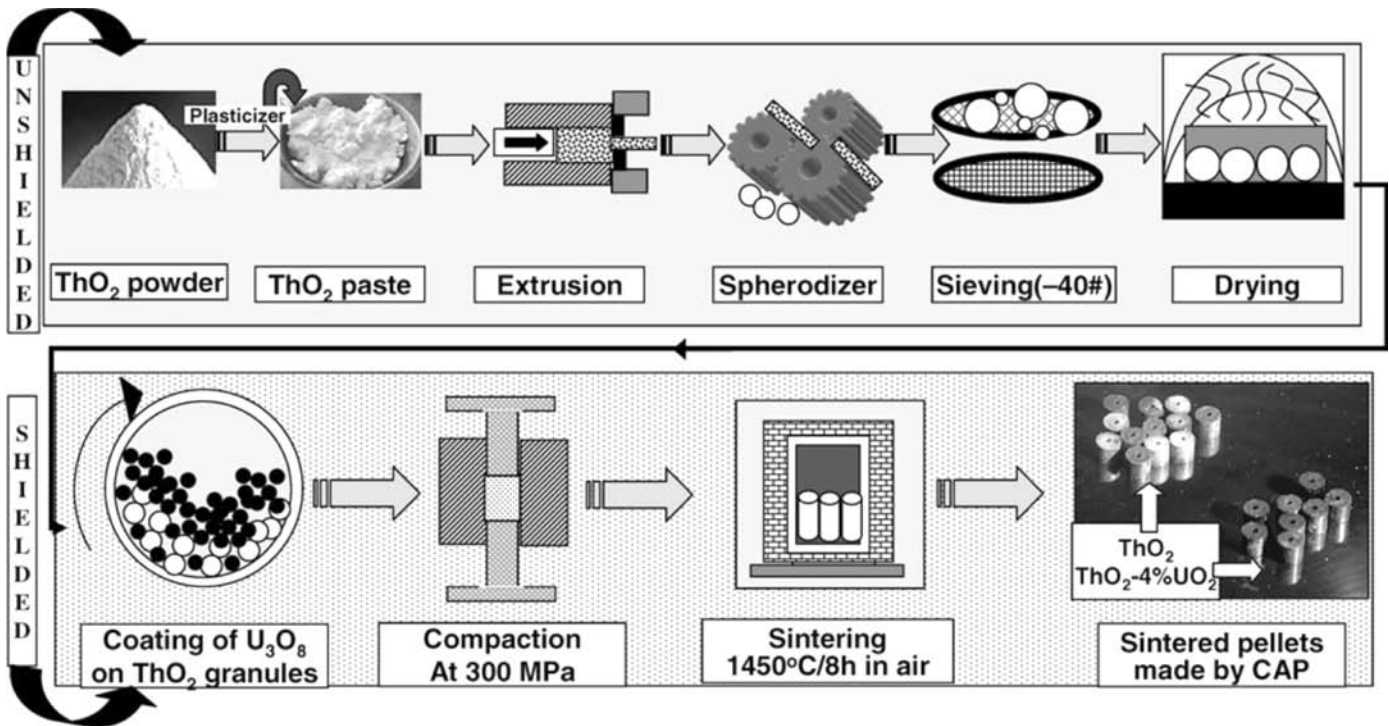 UNSHIELDED
Plasticizer
ThO₂ powder
ThO₂ paste
Extrusion
Spherodizer
Sieving(–40#)
Drying
SHIELDED
Coating of U₃O₈
on ThO₂ granules
Compaction
At 300 MPa
Sintering
1450°C/8h in air
ThO₂
ThO₂-4%UO₂
Sintered pellets
made by CAP